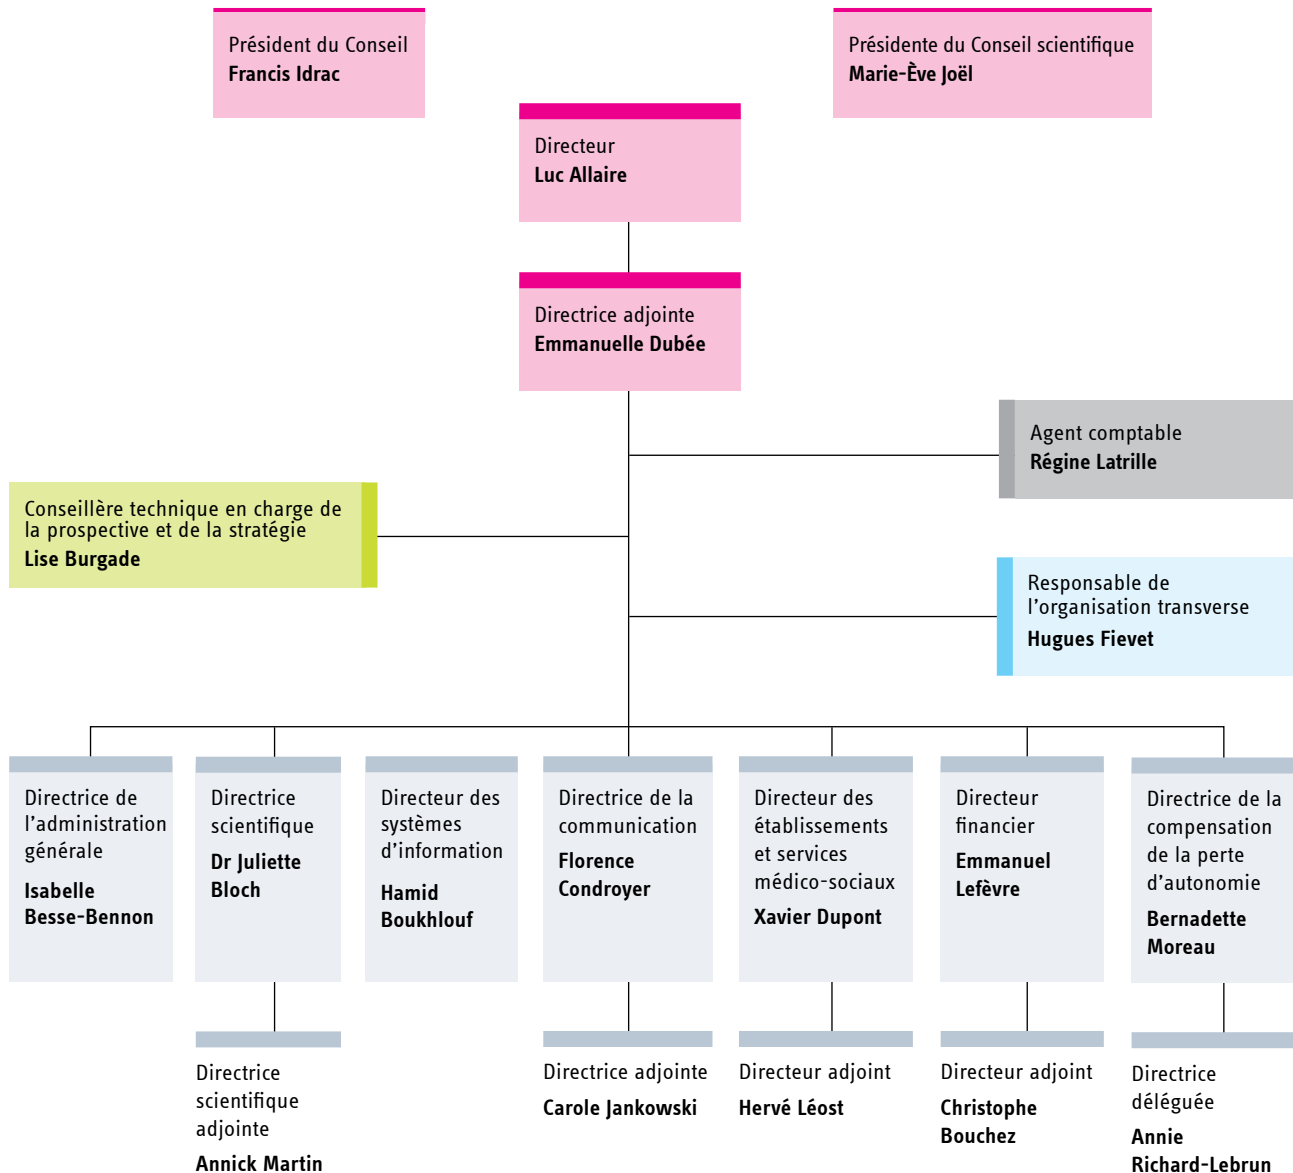 Président du Conseil
Francis Idrac
Présidente du Conseil scientifique
Marie-Ève Joël
Directeur
Luc Allaire
Directrice adjointe
Emmanuelle Dubée
Agent comptable
Régine Latrille
Conseillère technique en charge de
la prospective et de la stratégie
Lise Burgade
Responsable de
l'organisation transverse
Hugues Fievet
Directrice de
l'administration
générale
Isabelle
Besse-Bennon
Directrice
scientifique
Dr Juliette
Bloch
Directeur des
systèmes
d'information
Hamid
Boukhlouf
Directrice de la
communication
Florence
Condroyer
Directeur des
établissements
et services
médico-sociaux
Xavier Dupont
Directeur
financier
Emmanuel
Lefèvre
Directrice de la
compensation
de la perte
d'autonomie
Bernadette
Moreau
Directrice
scientifique
adjointe
Annick Martin
Directrice adjointe
Carole Jankowski
Directeur adjoint
Hervé Léost
Directeur adjoint
Christophe
Bouchez
Directrice
déléguée
Annie
Richard-Lebrun